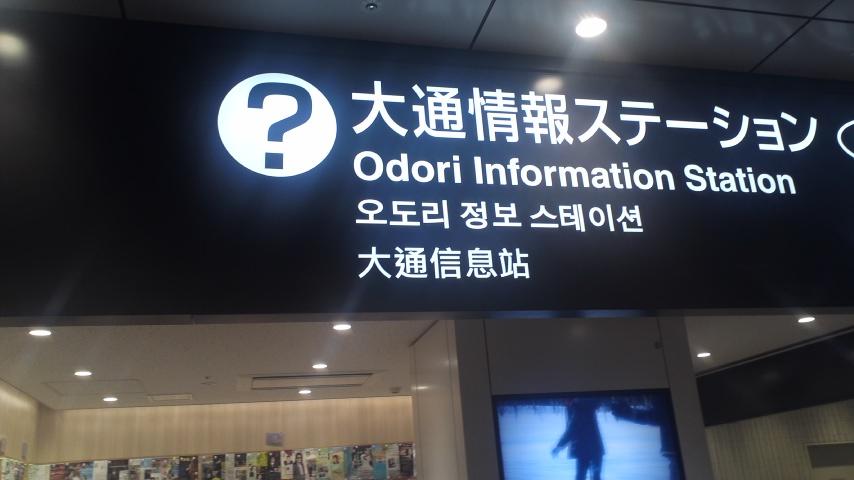 ?
大通情報ステーション
Odori Information Station
오도리 정보 스테이션
大通信息站